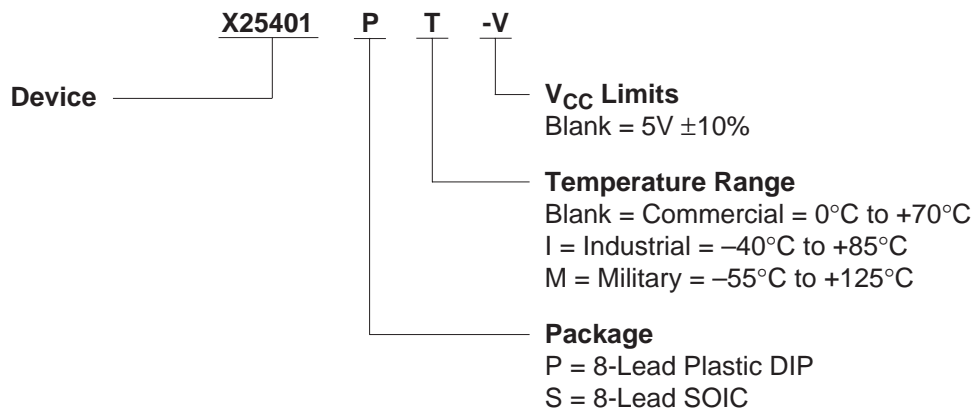 X25401 P T -V
Device
VCC Limits
Blank = 5V ±10%
Temperature Range
Blank = Commercial = 0°C to +70°C
I = Industrial = –40°C to +85°C
M = Military = –55°C to +125°C
Package
P = 8-Lead Plastic DIP
S = 8-Lead SOIC